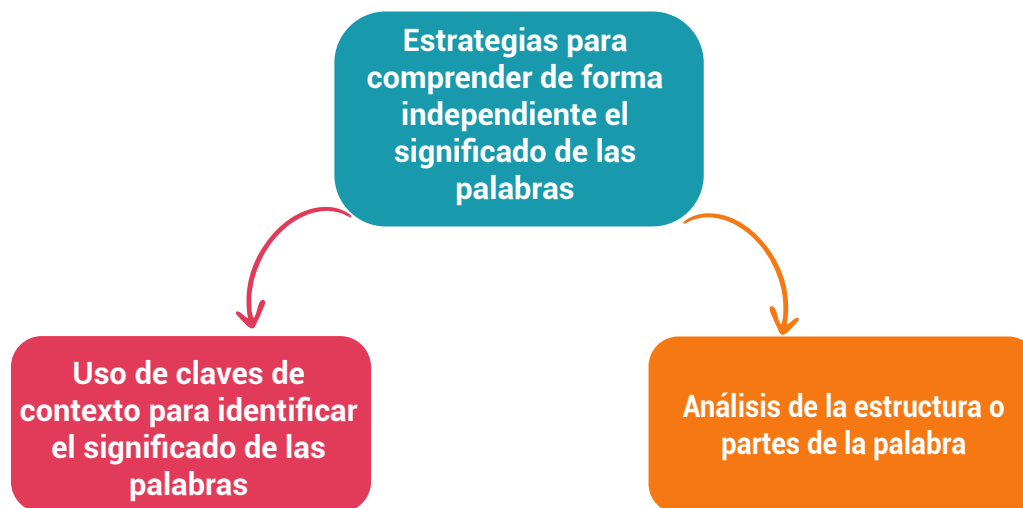 Estrategias para
comprender de forma
independiente el
significado de las
palabras
Uso de claves de
contexto para identificar
el significado de las
palabras
Análisis de la estructura o
partes de la palabra